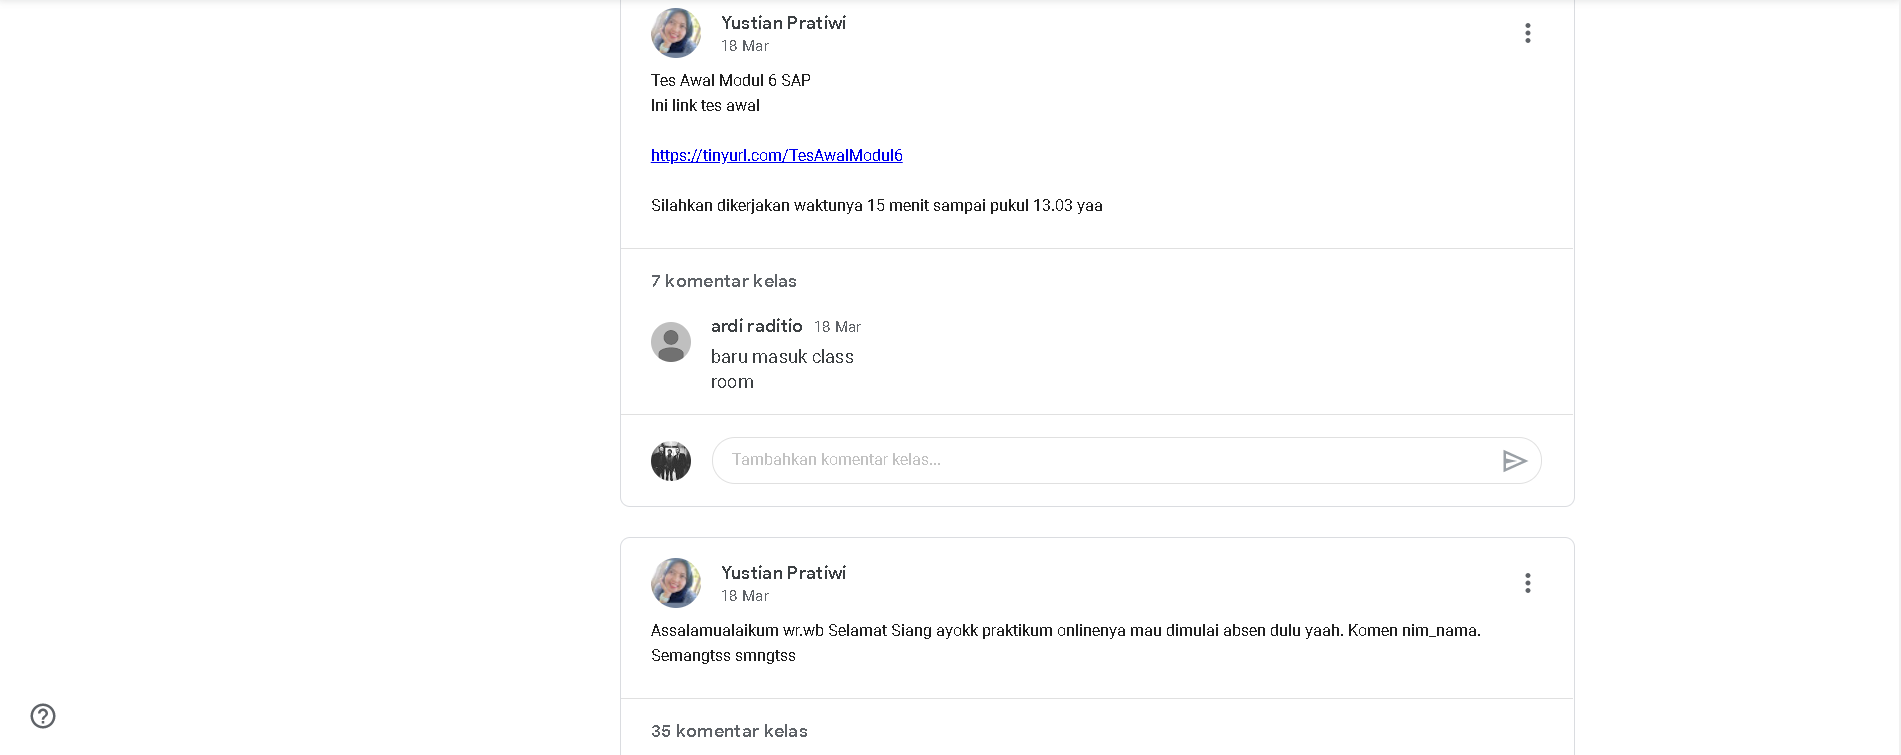 Yustian Pratiwi
18 Mar
Tes Awal Modul 6 SAP
Ini link tes awal
https://tinyurl.com/TesAwalModul6
Silahkan dikerjakan waktunya 15 menit sampai pukul 13.03 yaa
7 komentar kelas
ardi raditio 18 Mar
baru masuk class
room
Tambahkan komentar kelas...
Yustian Pratiwi
18 Mar
Assalamualaikum wr.wb Selamat Siang ayokk praktikum onlinenya mau dimulai absen dulu yaah. Komen nim_nama.
Semangtss smngtss
35 komentar kelas